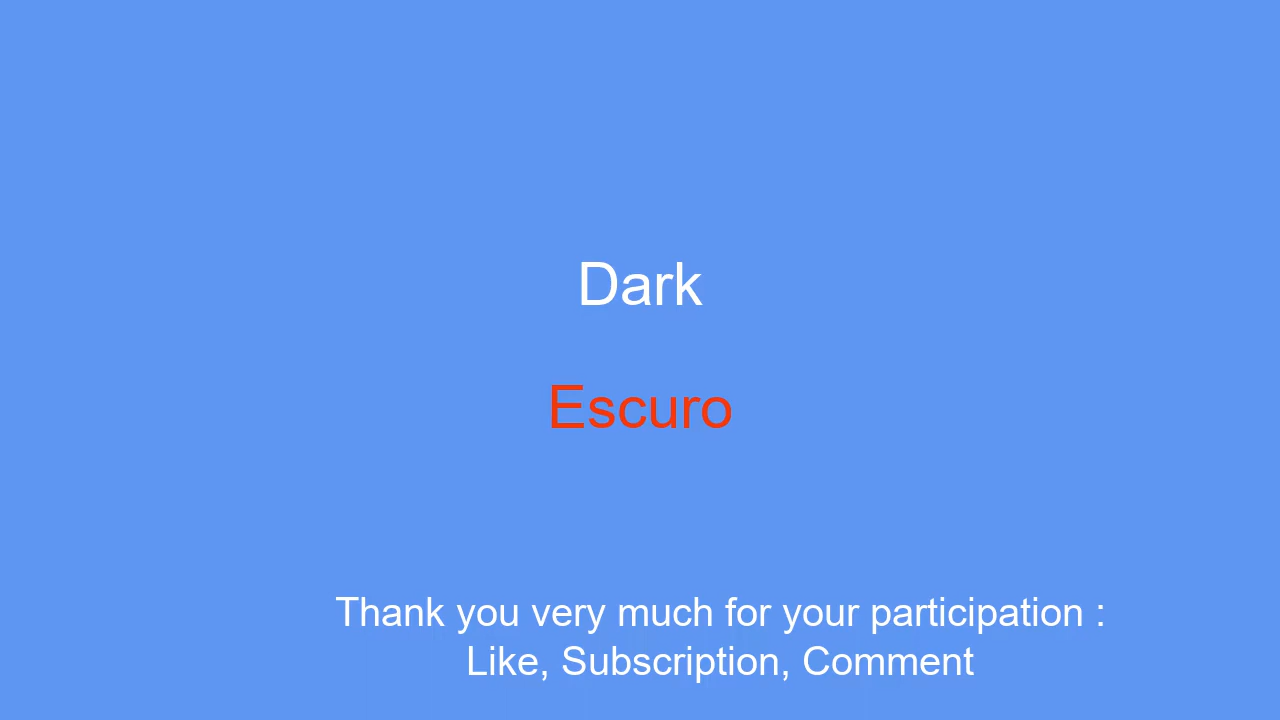 Dark
Escuro
Thank you very much for your participation :
Like, Subscription, Comment